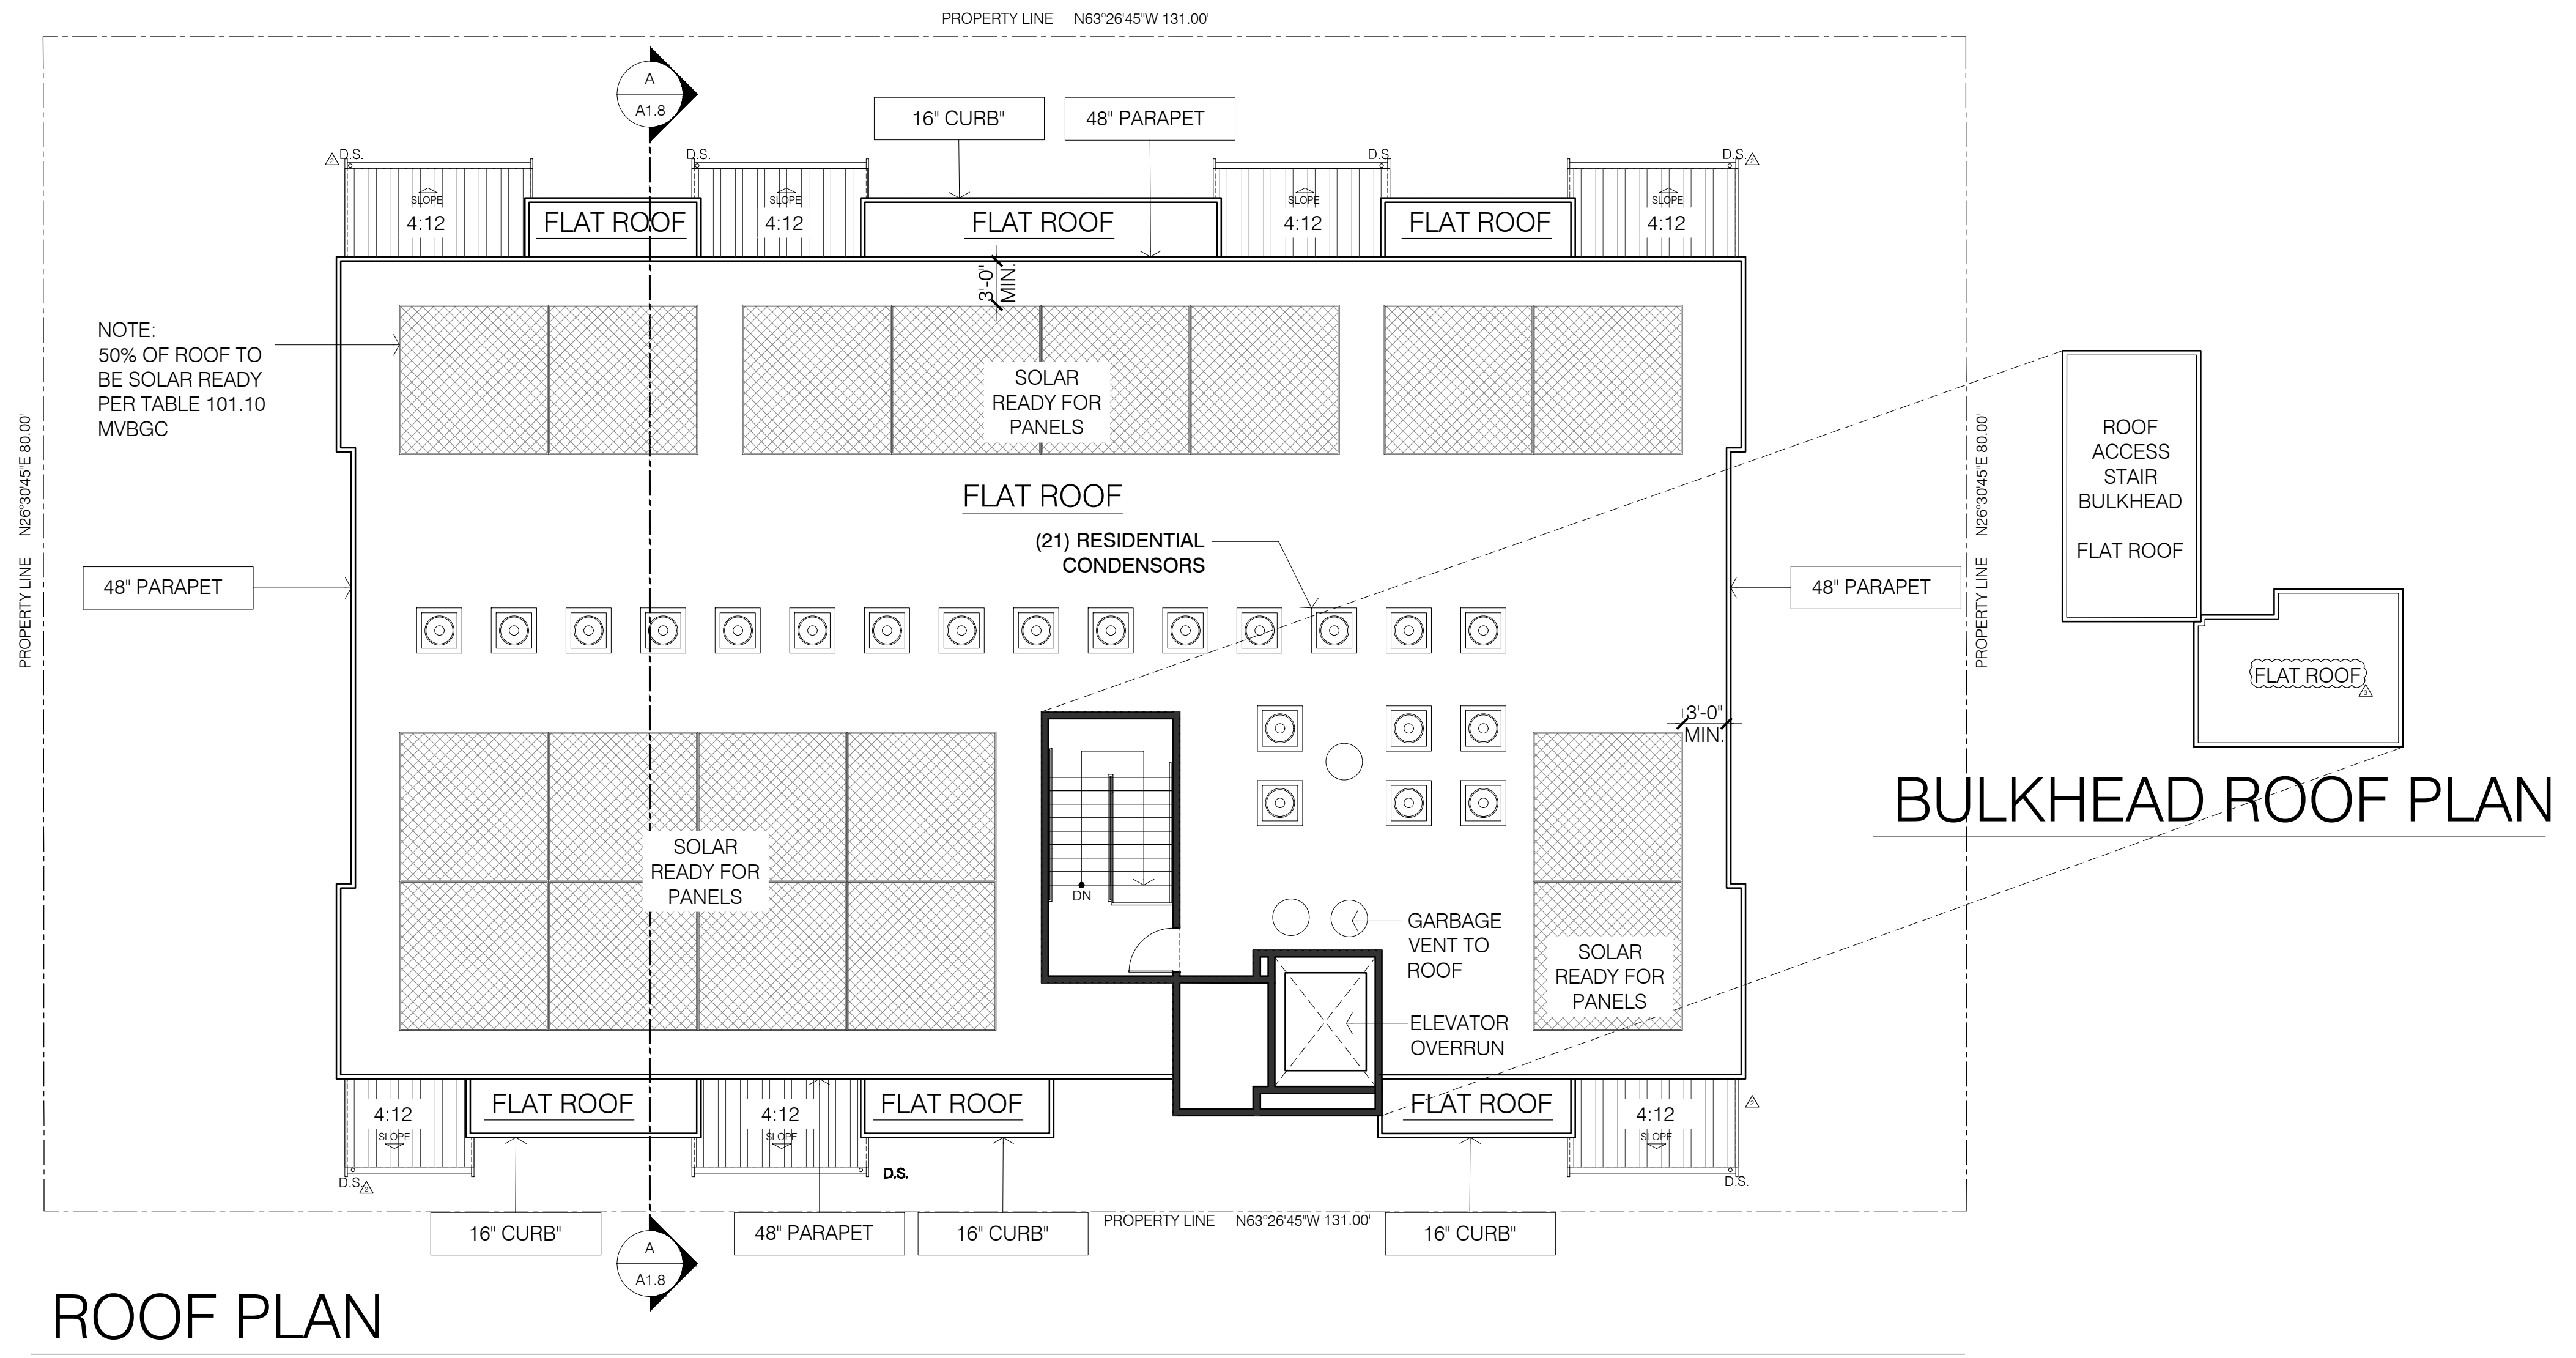 PROPERTY LINE N63°26'45"W 131.00'
A
A1.8
16" CURB"
48" PARAPET
D.S.
2
D.S.
D.S.
D.S.
2
SLOPE
4:12
FLAT ROOF
SLOPE
4:12
FLAT ROOF
SLOPE
4:12
FLAT ROOF
SLOPE
4:12
3'-0"
MIN.
NOTE:
50% OF ROOF TO
BE SOLAR READY
PER TABLE 101.10
MVBGC
SOLAR
READY FOR
PANELS
PROPERTY LINE N26°30'45"E 80.00'
PROPERTY LINE N26°30'45"E 80.00'
ROOF
ACCESS
STAIR
BULKHEAD
FLAT ROOF
FLAT ROOF
(21) RESIDENTIAL
CONDENSORS
48" PARAPET
48" PARAPET
FLAT ROOF
3
3'-0"
MIN.
BULKHEAD ROOF PLAN
SOLAR
READY FOR
PANELS
DN
GARBAGE
VENT TO
ROOF
SOLAR
READY FOR
PANELS
ELEVATOR
OVERRUN
4:12
SLOPE
FLAT ROOF
4:12
SLOPE
FLAT ROOF
FLAT ROOF
4:12
SLOPE
2
D.S.
2
D.S.
D.S.
16" CURB"
48" PARAPET
16" CURB"
PROPERTY LINE N63°26'45"W 131.00'
16" CURB"
A
A1.8
ROOF PLAN